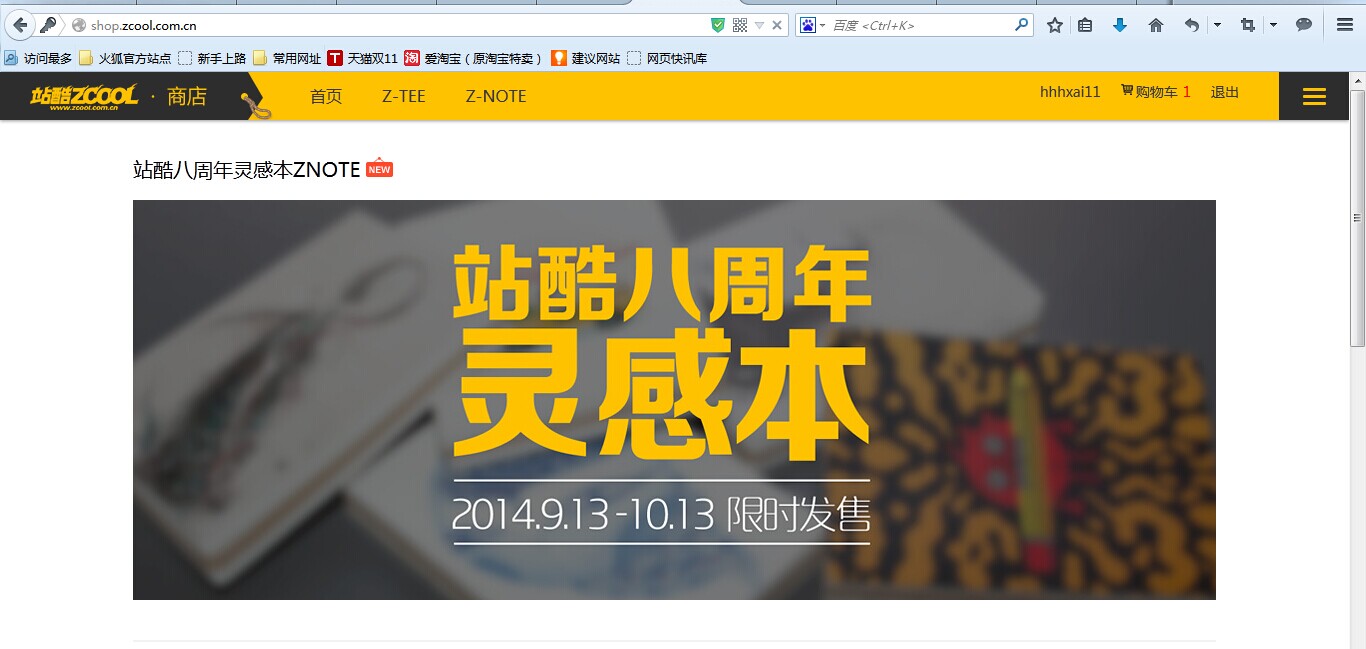 shop.zcool.com.cn
百度 <Ctrl+K>
访问最多 火狐官方站点 新手上路 常用网址 T 天猫双11 淘 爱淘宝（原淘宝特卖） 建议网站 网页快讯库
站酷ZCOOL · 商店 首页 Z-TEE Z-NOTE hhhxai11 购物车 1 退出
www.zcool.com.cn
站酷八周年灵感本ZNOTE NEW
站酷八周年
灵感本
2014.9.13-10.13 限时发售